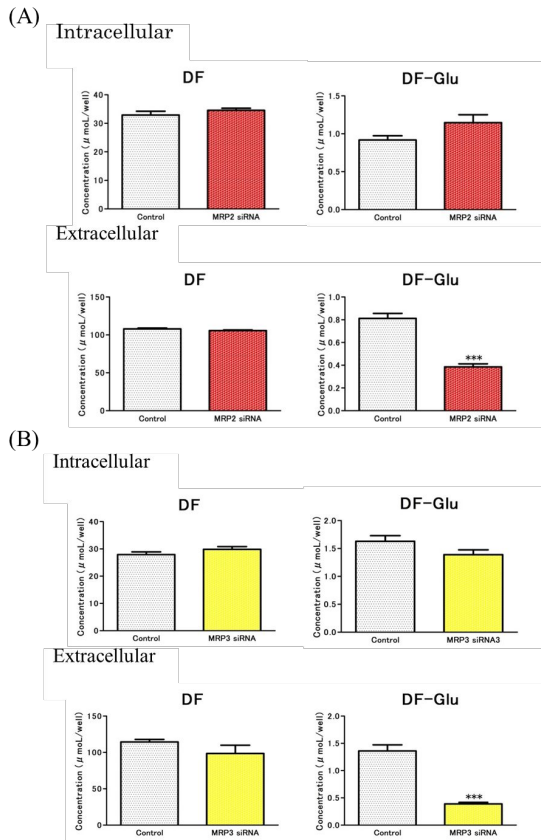 (A)
Intracellular
DF
DF-Glu
Concentration ( μ moL/well)
40
30
20
10
0
Control
MRP2 siRNA
Concentration ( μ moL/well)
1.5
1.0
0.5
0.0
Control
MRP2 siRNA
Extracellular
DF
DF-Glu
Concentration ( μ moL/well)
150
100
50
0
Control
MRP2 siRNA
Concentration ( μ moL/well)
1.0
0.8
0.6
0.4
0.2
0.0
***
Control
MRP2 siRNA
(B)
Intracellular
DF
DF-Glu
Concentration ( μ moL/well)
40
30
20
10
0
Control
MRP3 siRNA
Concentration ( μ moL/well)
2.0
1.5
1.0
0.5
0.0
Control
MRP3 siRNA3
Extracellular
DF
DF-Glu
Concentration ( μ moL/well)
150
100
50
0
Control
MRP3 siRNA
Concentration ( μ moL/well)
2.0
1.5
1.0
0.5
0.0
***
Control
MRP3 siRNA